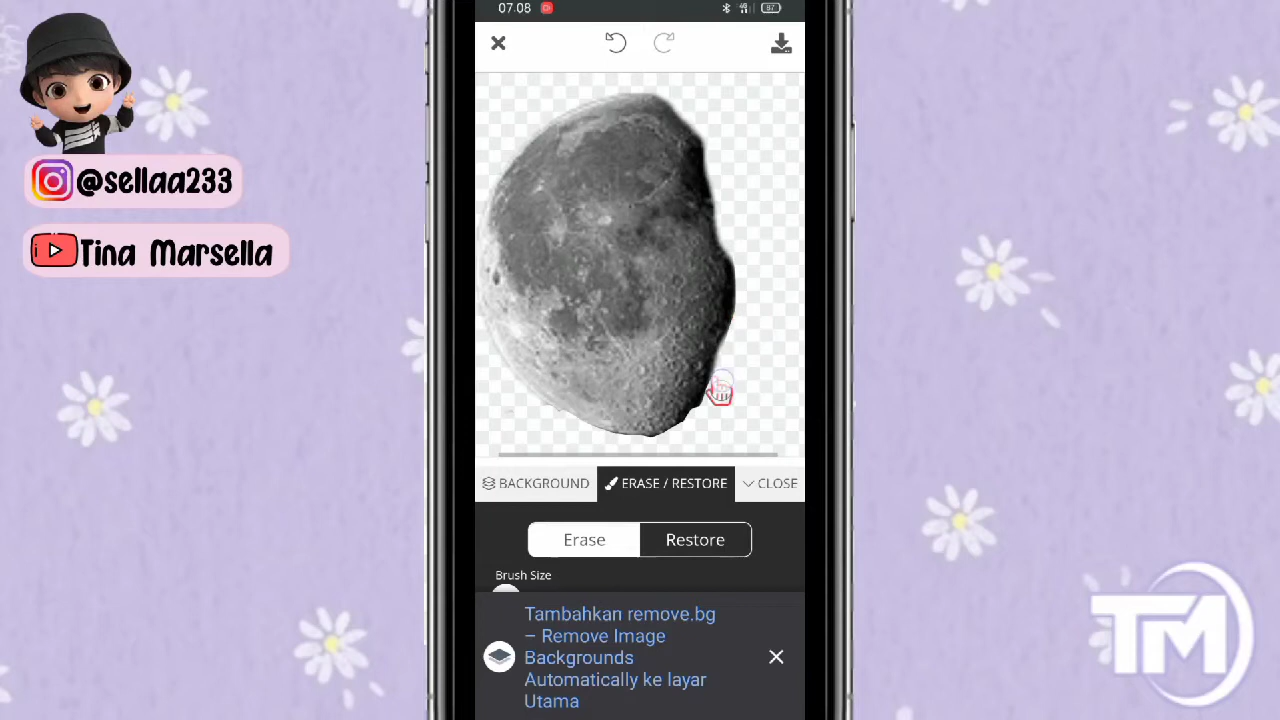 07.08
87
@sellaa233
Tina Marsella
BACKGROUND
ERASE / RESTORE
CLOSE
Erase
Restore
Brush Size
Tambahkan remove.bg
– Remove Image
Backgrounds
Automatically ke layar
Utama
TM